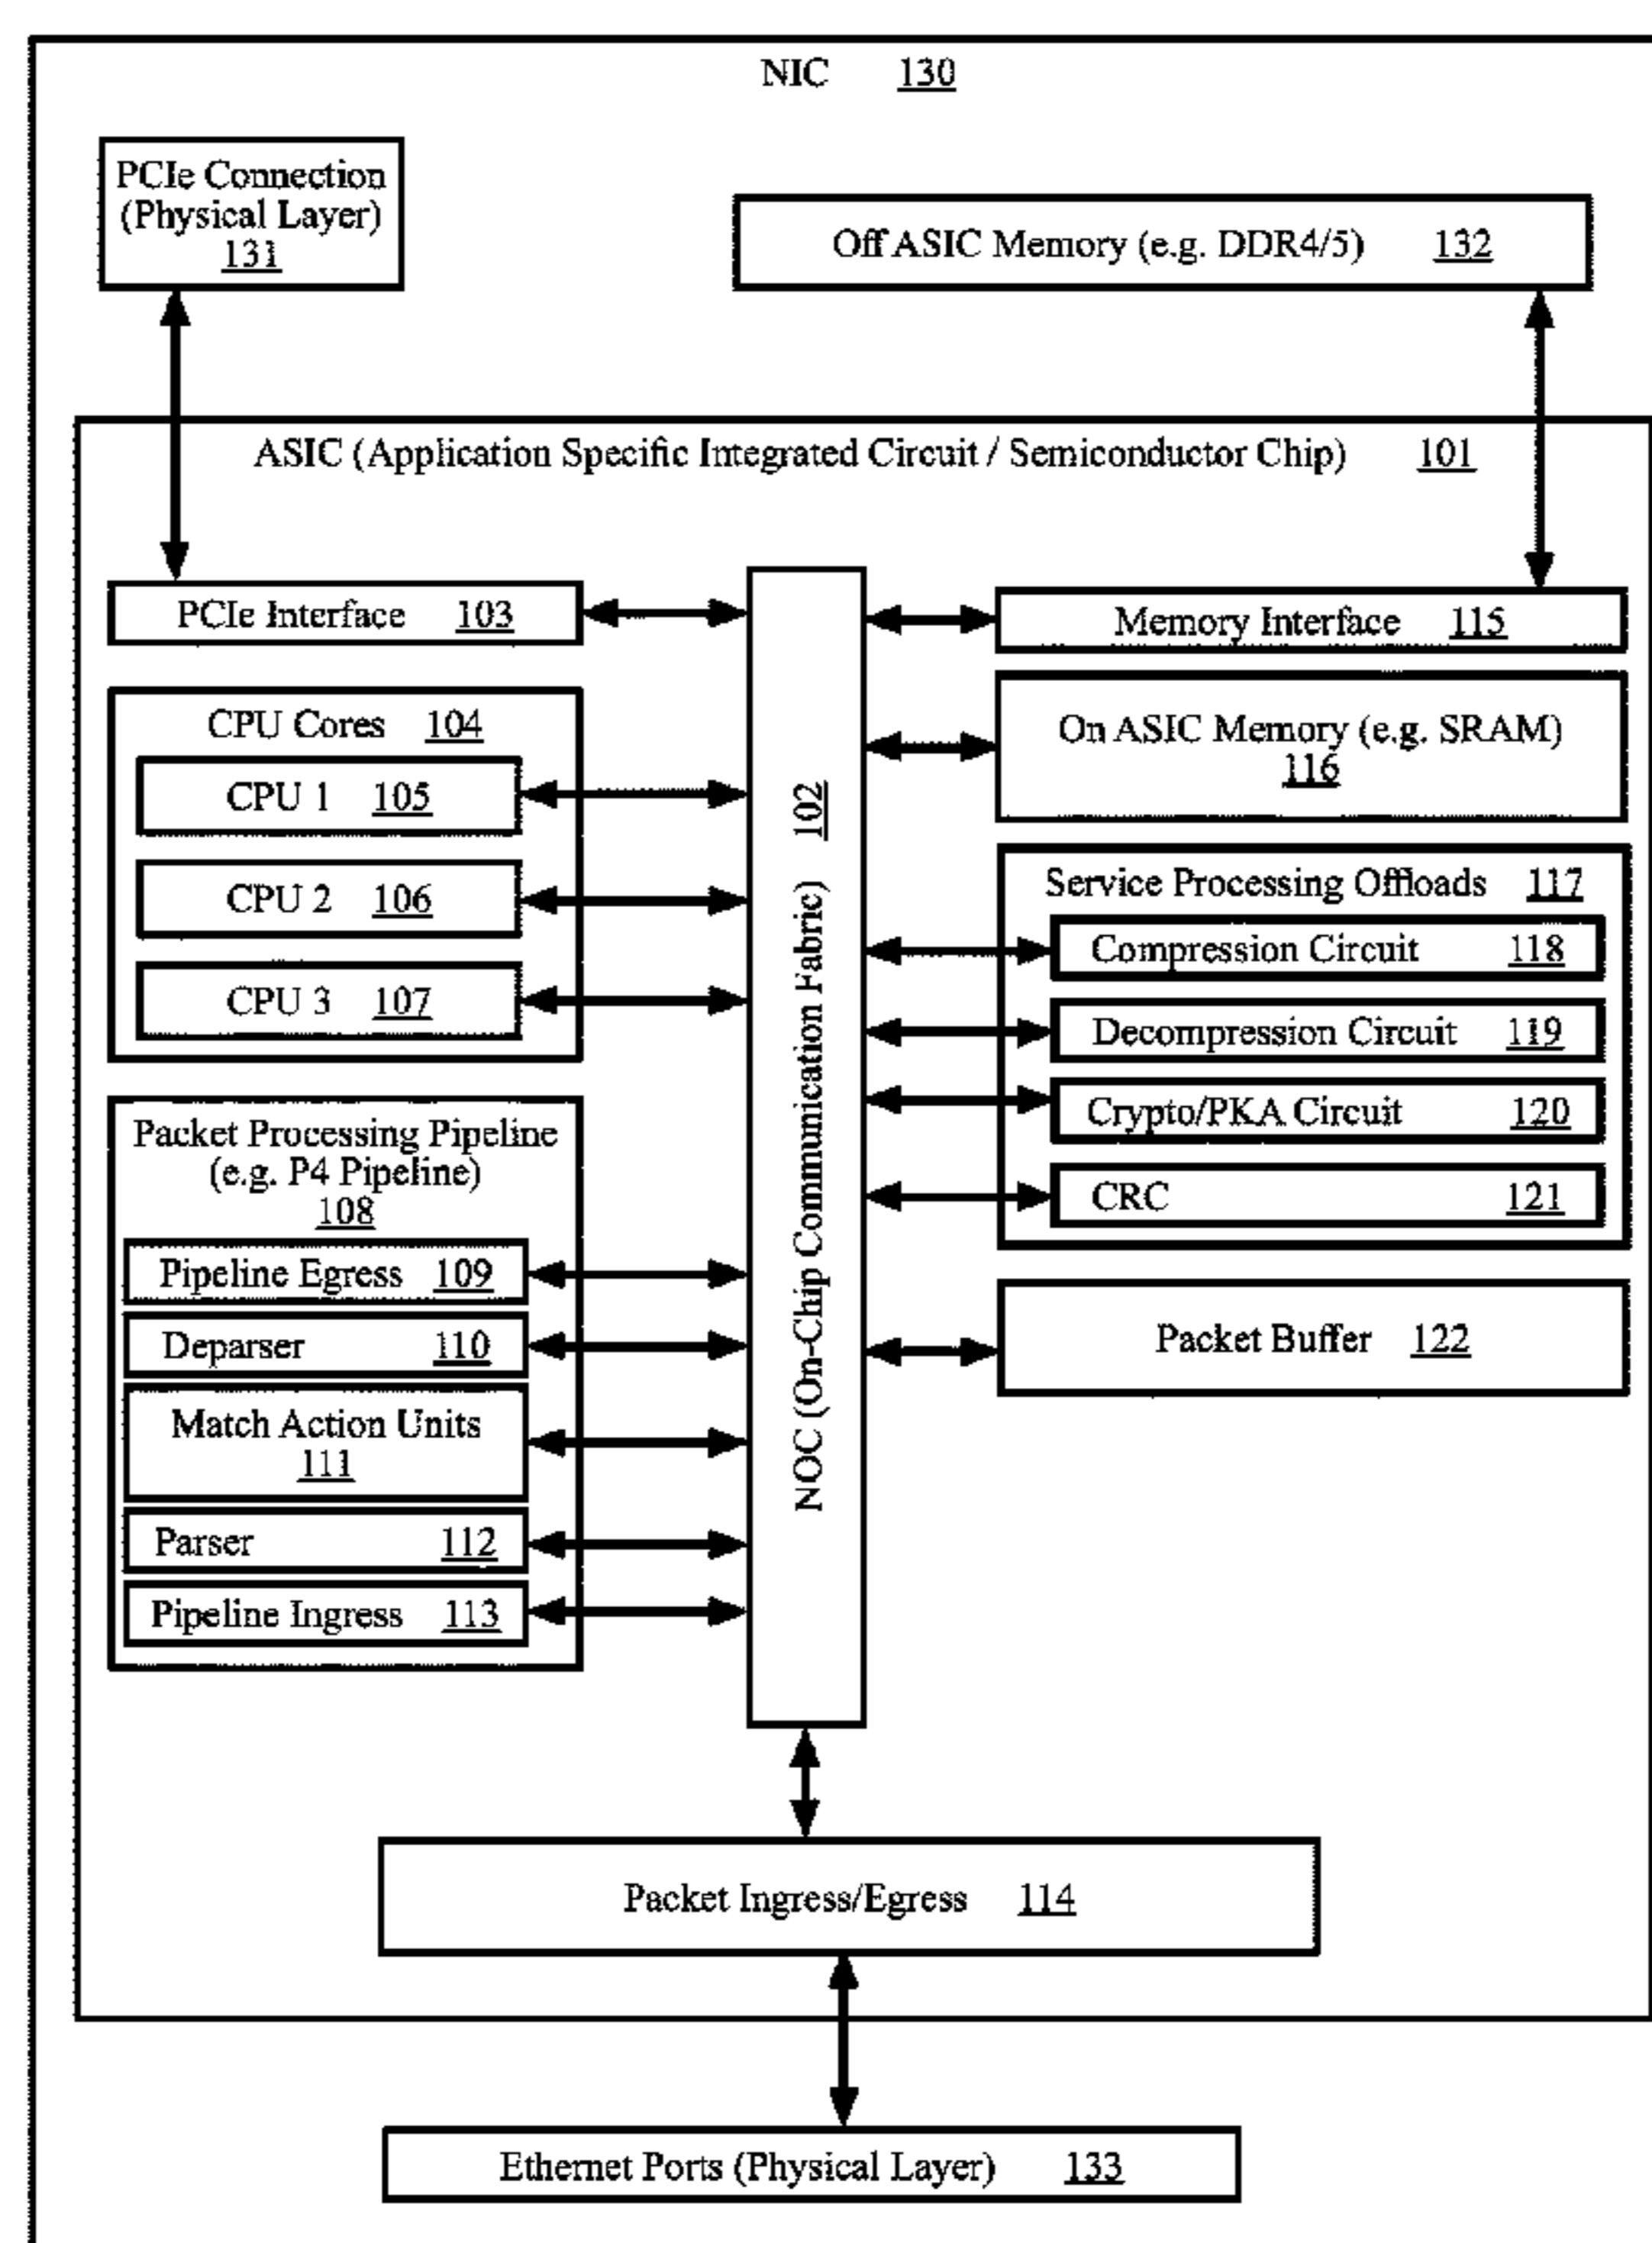 NIC 130
PCIe Connection
(Physical Layer)
131
Off ASIC Memory (e.g. DDR4/5) 132
ASIC (Application Specific Integrated Circuit / Semiconductor Chip) 101
PCIe Interface 103
CPU Cores 104
CPU 1 105
CPU 2 106
CPU 3 107
Packet Processing Pipeline
(e.g. P4 Pipeline)
108
Pipeline Egress 109
Deparser 110
Match Action Units
111
Parser 112
Pipeline Ingress 113
NOC (On-Chip Communication Fabric) 102
Memory Interface 115
On ASIC Memory (e.g. SRAM)
116
Service Processing Offloads 117
Compression Circuit 118
Decompression Circuit 119
Crypto/PKA Circuit 120
CRC 121
Packet Buffer 122
Packet Ingress/Egress 114
Ethernet Ports (Physical Layer) 133